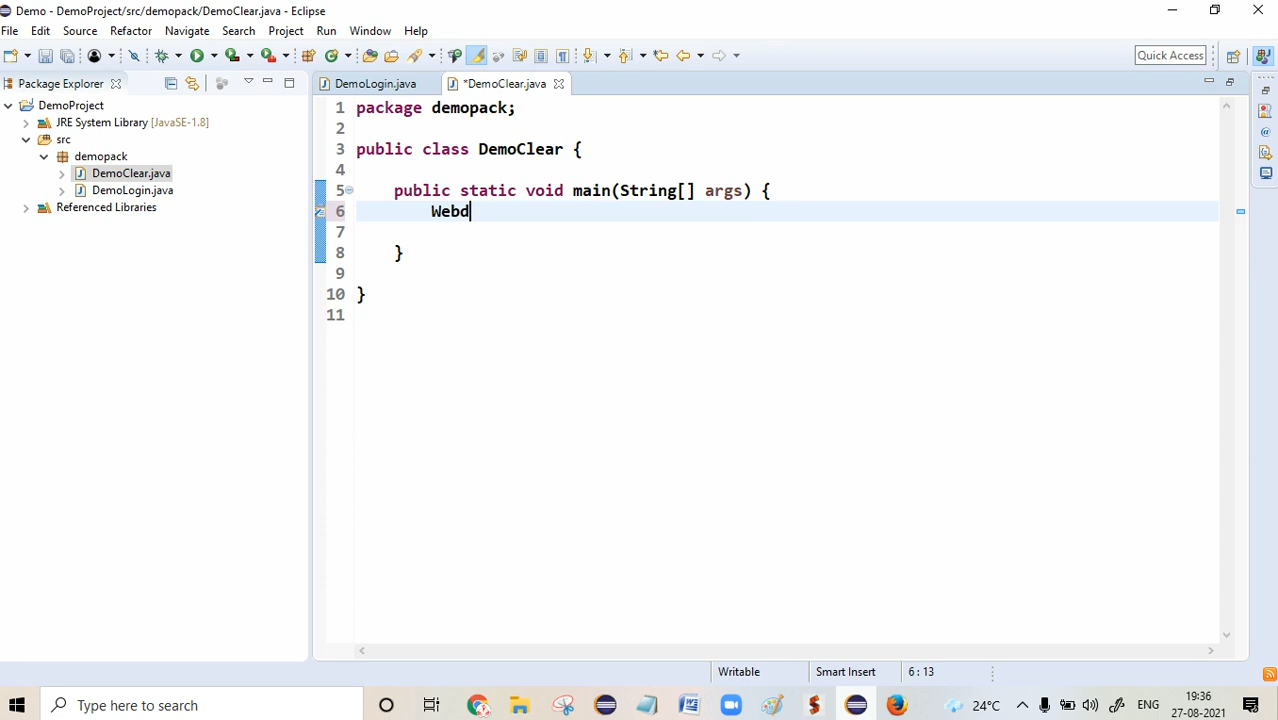 Demo - DemoProject/src/demopack/DemoClear.java - Eclipse
File Edit Source Refactor Navigate Search Project Run Window Help
Quick Access
Package Explorer
DemoLogin.java
*DemoClear.java
DemoProject
JRE System Library [JavaSE-1.8]
src
demopack
DemoClear.java
DemoLogin.java
Referenced Libraries
1 package demopack;
2
3 public class DemoClear {
4
5 public static void main(String[] args) {
6 Webd
7
8 }
9
10 }
11
Writable Smart Insert 6 : 13
Type here to search
24°C ENG 19:36
27-08-2021